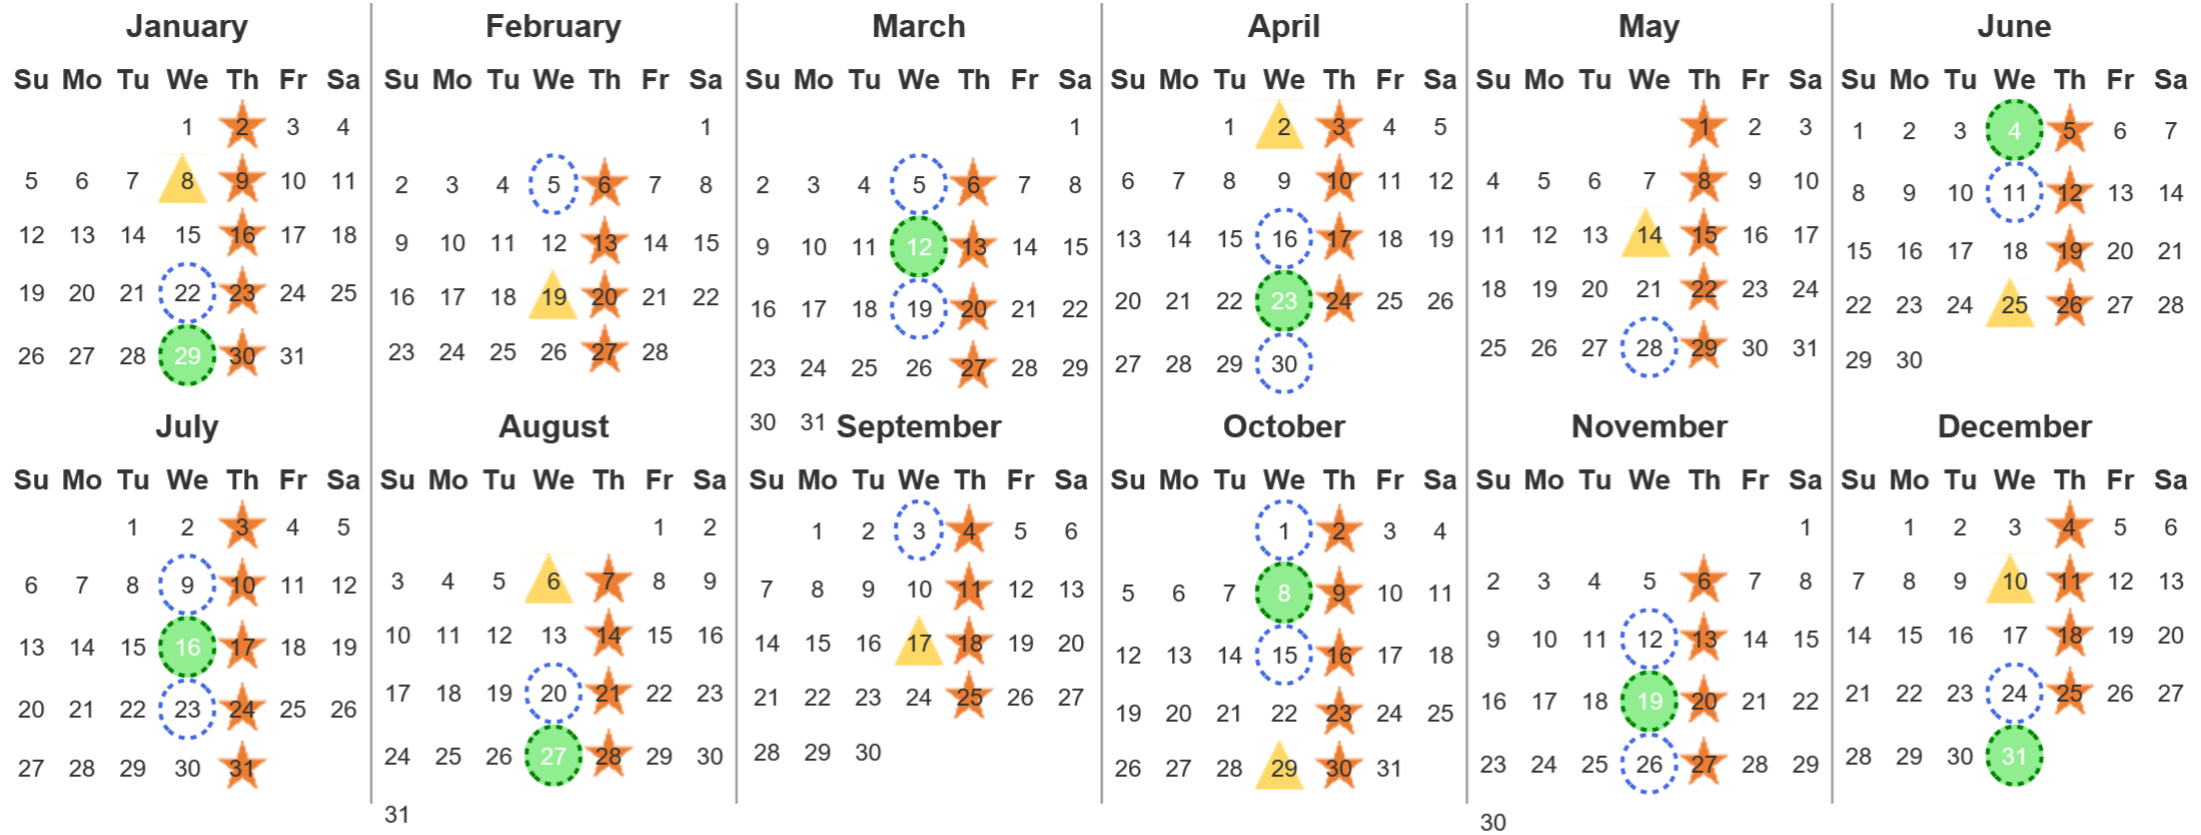 January February March April May June
Su Mo Tu We Th Fr Sa Su Mo Tu We Th Fr Sa Su Mo Tu We Th Fr Sa Su Mo Tu We Th Fr Sa Su Mo Tu We Th Fr Sa Su Mo Tu We Th Fr Sa
1 2 3 4 1 1 1 2 3 4 5 1 2 3 1 2 3 4 5 6 7
5 6 7 8 9 10 11 2 3 4 5 6 7 8 2 3 4 5 6 7 8 6 7 8 9 10 11 12 4 5 6 7 8 9 10 8 9 10 11 12 13 14
12 13 14 15 16 17 18 9 10 11 12 13 14 15 9 10 11 12 13 14 15 13 14 15 16 17 18 19 11 12 13 14 15 16 17 15 16 17 18 19 20 21
19 20 21 22 23 24 25 16 17 18 19 20 21 22 16 17 18 19 20 21 22 20 21 22 23 24 25 26 18 19 20 21 22 23 24 22 23 24 25 26 27 28
26 27 28 29 30 31 23 24 25 26 27 28 23 24 25 26 27 28 29 27 28 29 30 25 26 27 28 29 30 31 29 30
30 31
July August September October November December
Su Mo Tu We Th Fr Sa Su Mo Tu We Th Fr Sa Su Mo Tu We Th Fr Sa Su Mo Tu We Th Fr Sa Su Mo Tu We Th Fr Sa Su Mo Tu We Th Fr Sa
1 2 3 4 5 1 2 1 2 3 4 5 6 1 2 3 4 1 1 2 3 4 5 6
6 7 8 9 10 11 12 3 4 5 6 7 8 9 7 8 9 10 11 12 13 5 6 7 8 9 10 11 2 3 4 5 6 7 8 7 8 9 10 11 12 13
13 14 15 16 17 18 19 10 11 12 13 14 15 16 14 15 16 17 18 19 20 12 13 14 15 16 17 18 9 10 11 12 13 14 15 14 15 16 17 18 19 20
20 21 22 23 24 25 26 17 18 19 20 21 22 23 21 22 23 24 25 26 27 19 20 21 22 23 24 25 16 17 18 19 20 21 22 21 22 23 24 25 26 27
27 28 29 30 31 24 25 26 27 28 29 30 28 29 30 26 27 28 29 30 31 23 24 25 26 27 28 29 28 29 30 31
31 30